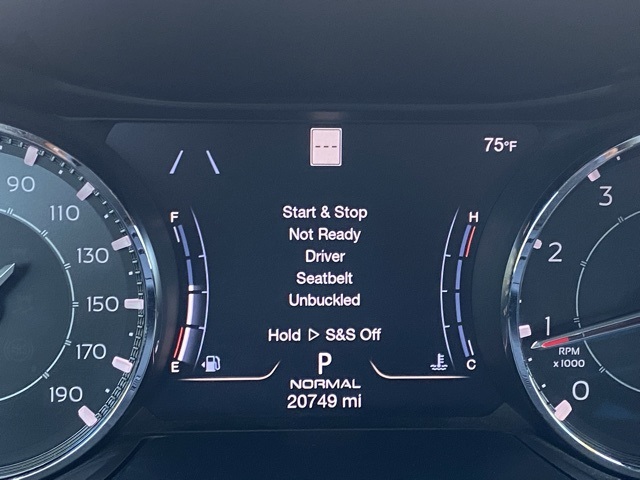 ---
75°F
90
110
130
150
170
190
F
E
Start & Stop
Not Ready
Driver
Seatbelt
Unbuckled
Hold ▷ S&S Off
P
NORMAL
20749 mi
H
C
3
2
1
0
RPM
x 1000